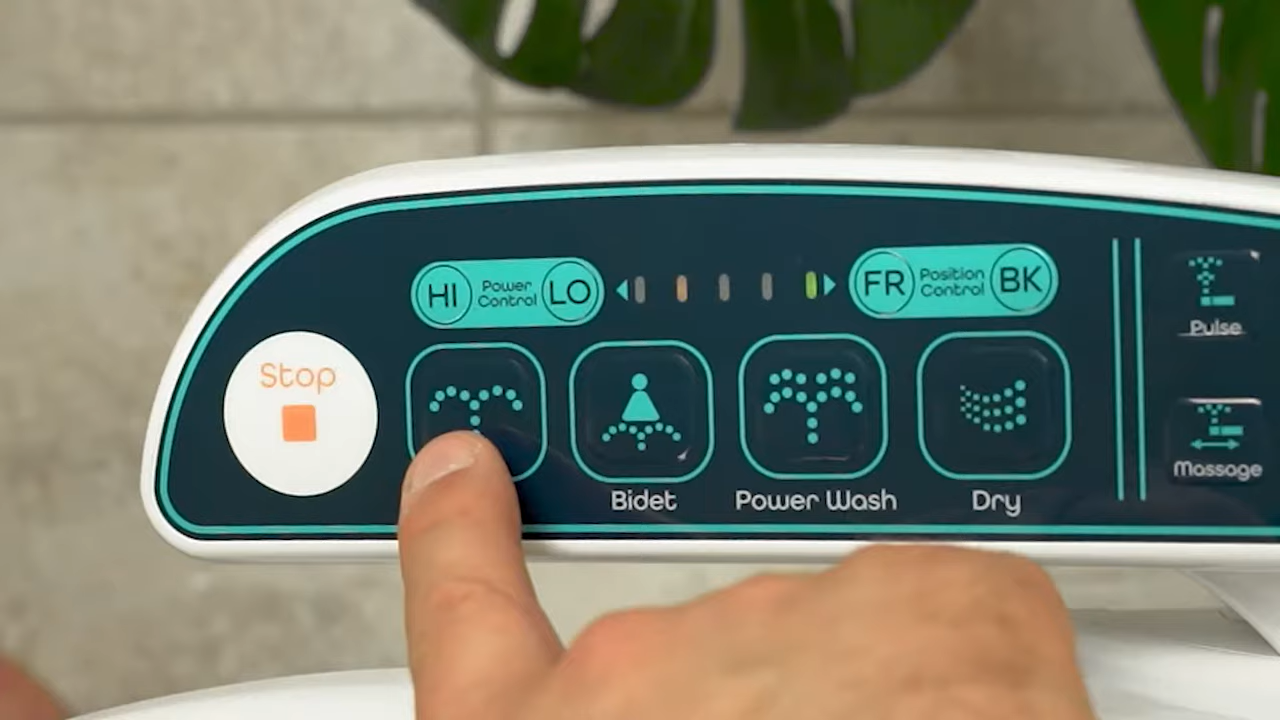 HI Power Control LO
FR Position Control BK
Stop
Bidet
Power Wash
Dry
Pulse
Massage